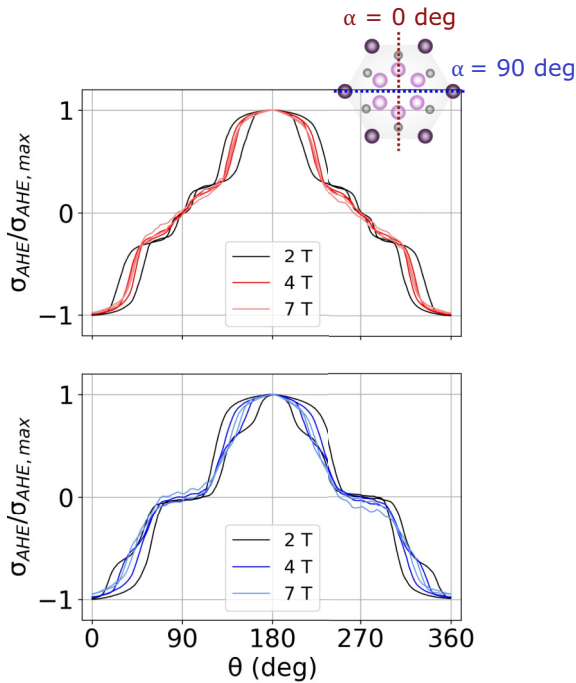 α = 0 deg
α = 90 deg
σAHE/σAHE, max
1
0
−1
2 T
4 T
7 T
σAHE/σAHE, max
1
0
−1
2 T
4 T
7 T
0 90 180 270 360
θ (deg)